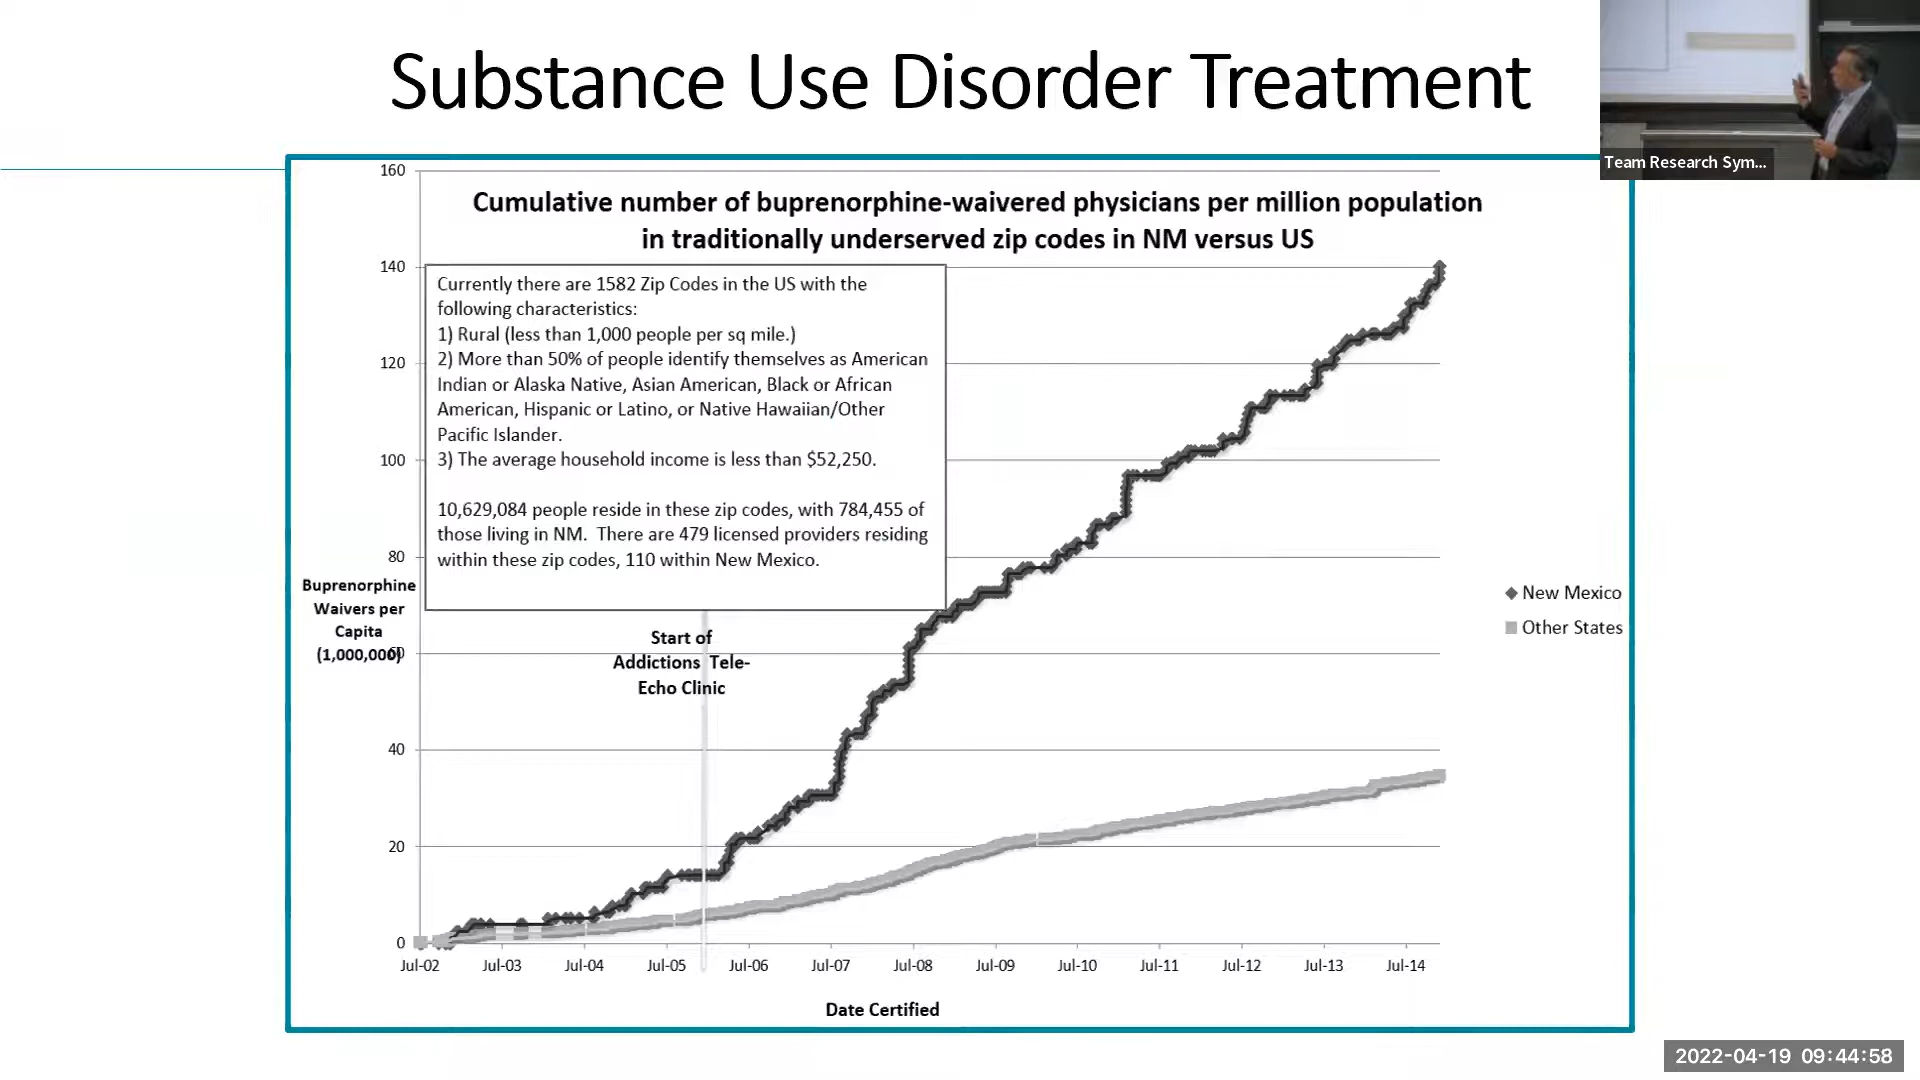 Substance Use Disorder Treatment
Team Research Sym...
Cumulative number of buprenorphine-waivered physicians per million population
in traditionally underserved zip codes in NM versus US
Currently there are 1582 Zip Codes in the US with the
following characteristics:
1) Rural (less than 1,000 people per sq mile.)
2) More than 50% of people identify themselves as American
Indian or Alaska Native, Asian American, Black or African
American, Hispanic or Latino, or Native Hawaiian/Other
Pacific Islander.
3) The average household income is less than $52,250.
10,629,084 people reside in these zip codes, with 784,455 of
those living in NM.  There are 479 licensed providers residing
within these zip codes, 110 within New Mexico.
160
140
120
100
80
60
40
20
0
Buprenorphine
Waivers per
Capita
(1,000,000)
Start of
Addictions Tele-
Echo Clinic
New Mexico
Other States
Jul-02 Jul-03 Jul-04 Jul-05 Jul-06 Jul-07 Jul-08 Jul-09 Jul-10 Jul-11 Jul-12 Jul-13 Jul-14
Date Certified
2022-04-19 09:44:58